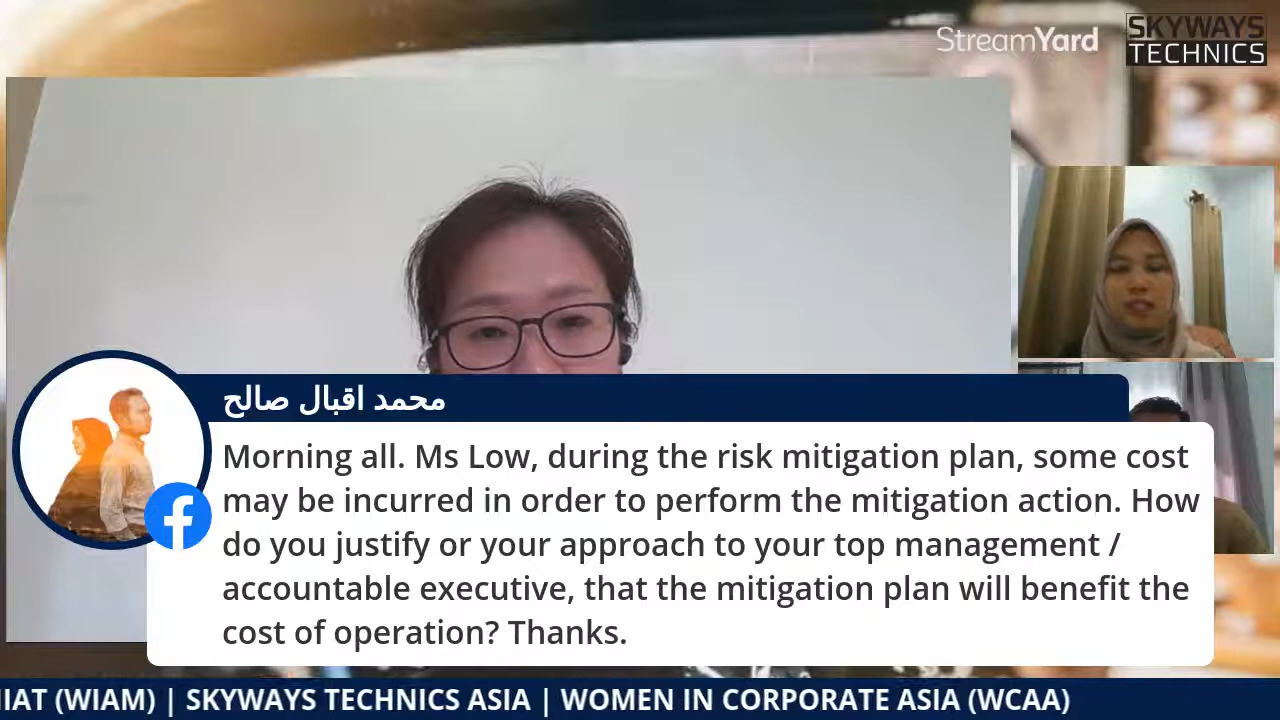 StreamYard
SKYWAYS
TECHNICS
محمد اقبال صالح
Morning all. Ms Low, during the risk mitigation plan, some cost
may be incurred in order to perform the mitigation action. How
do you justify or your approach to your top management /
accountable executive, that the mitigation plan will benefit the
cost of operation? Thanks.
(WIAM) | SKYWAYS TECHNICS ASIA | WOMEN IN CORPORATE ASIA (WCAA)